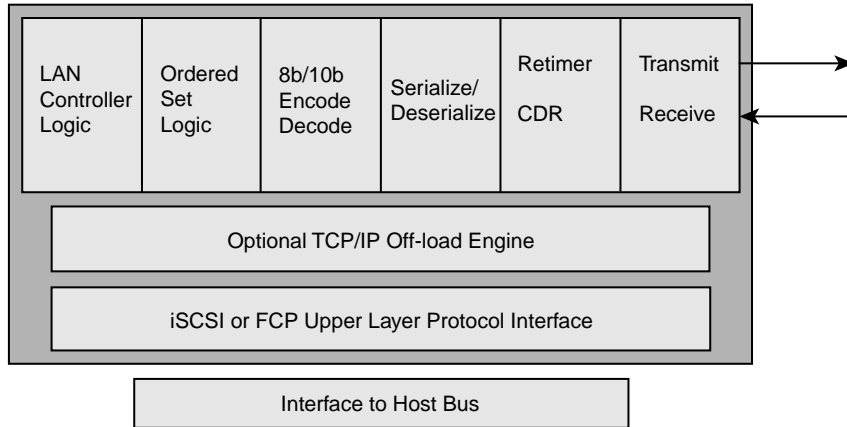 LAN
Controller
Logic
Ordered
Set
Logic
8b/10b
Encode
Decode
Serialize/
Deserialize
Retimer
CDR
Transmit
Receive
Optional TCP/IP Off-load Engine
iSCSI or FCP Upper Layer Protocol Interface
Interface to Host Bus